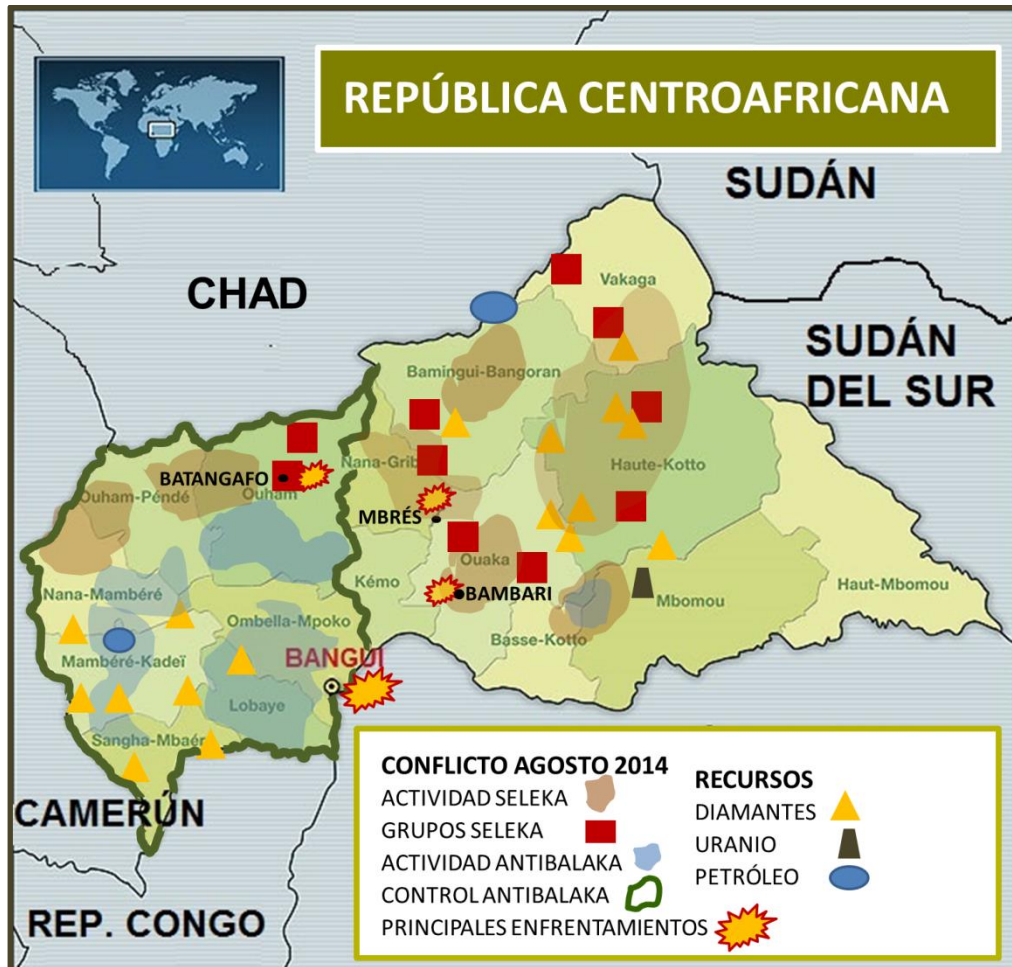 REPÚBLICA CENTROAFRICANA
SUDÁN
CHAD
Vakaga
SUDÁN
DEL SUR
Bamingui-Bangoran
Haute-Kotto
Nana-Grib
BATANGAFO
Ouham-Péndé
Ouham
MBRÉS
Ouaka
Kémo
BAMBARI
Mbomou
Haut-Mbomou
Nana-Mambéré
Ombella-Mpoko
Basse-Kotto
Mambéré-Kadeï
BANGUI
Lobaye
Sangha-Mbaér
CAMERÚN
REP. CONGO
CONFLICTO AGOSTO 2014
ACTIVIDAD SELEKA
GRUPOS SELEKA
ACTIVIDAD ANTIBALAKA
CONTROL ANTIBALAKA
PRINCIPALES ENFRENTAMIENTOS
RECURSOS
DIAMANTES
URANIO
PETRÓLEO